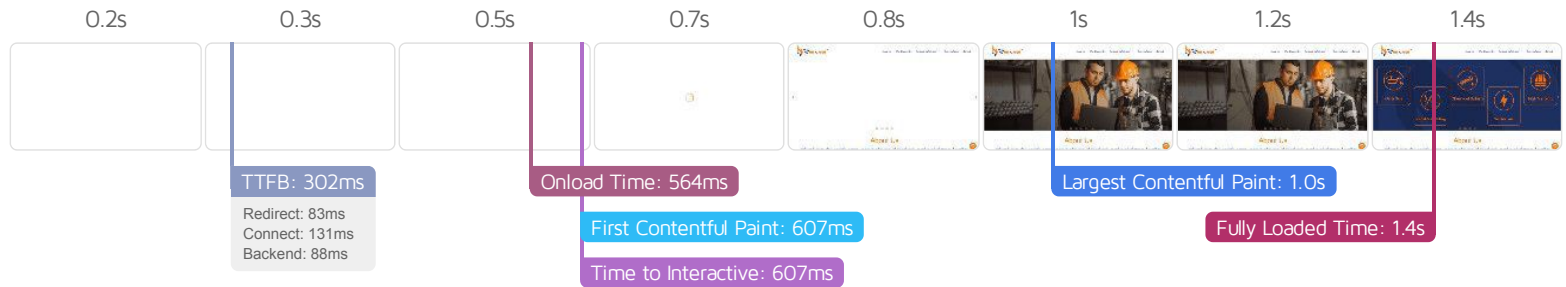 0.2s
0.3s
0.5s
0.7s
0.8s
1s
1.2s
1.4s
TTFB: 302ms
Redirect: 83ms
Connect: 131ms
Backend: 88ms
Onload Time: 564ms
First Contentful Paint: 607ms
Time to Interactive: 607ms
Largest Contentful Paint: 1.0s
Fully Loaded Time: 1.4s